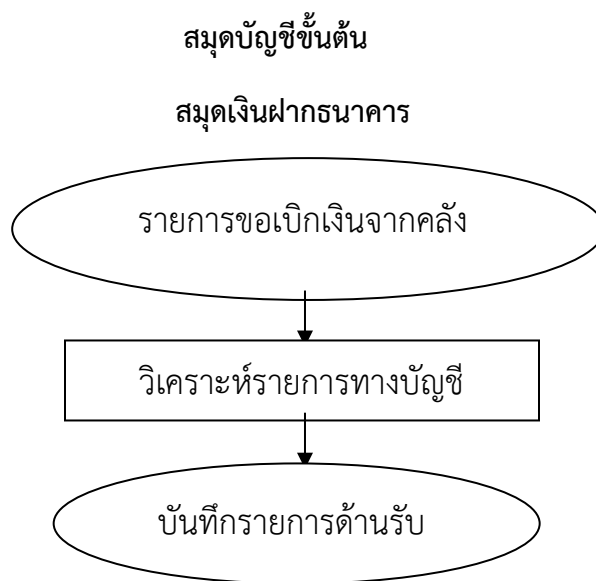 สมุดบัญชีขั้นต้น
สมุดเงินฝากธนาคาร
รายการขอเบิกเงินจากคลัง
วิเคราะห์รายการทางบัญชี
บันทึกรายการด้านรับ